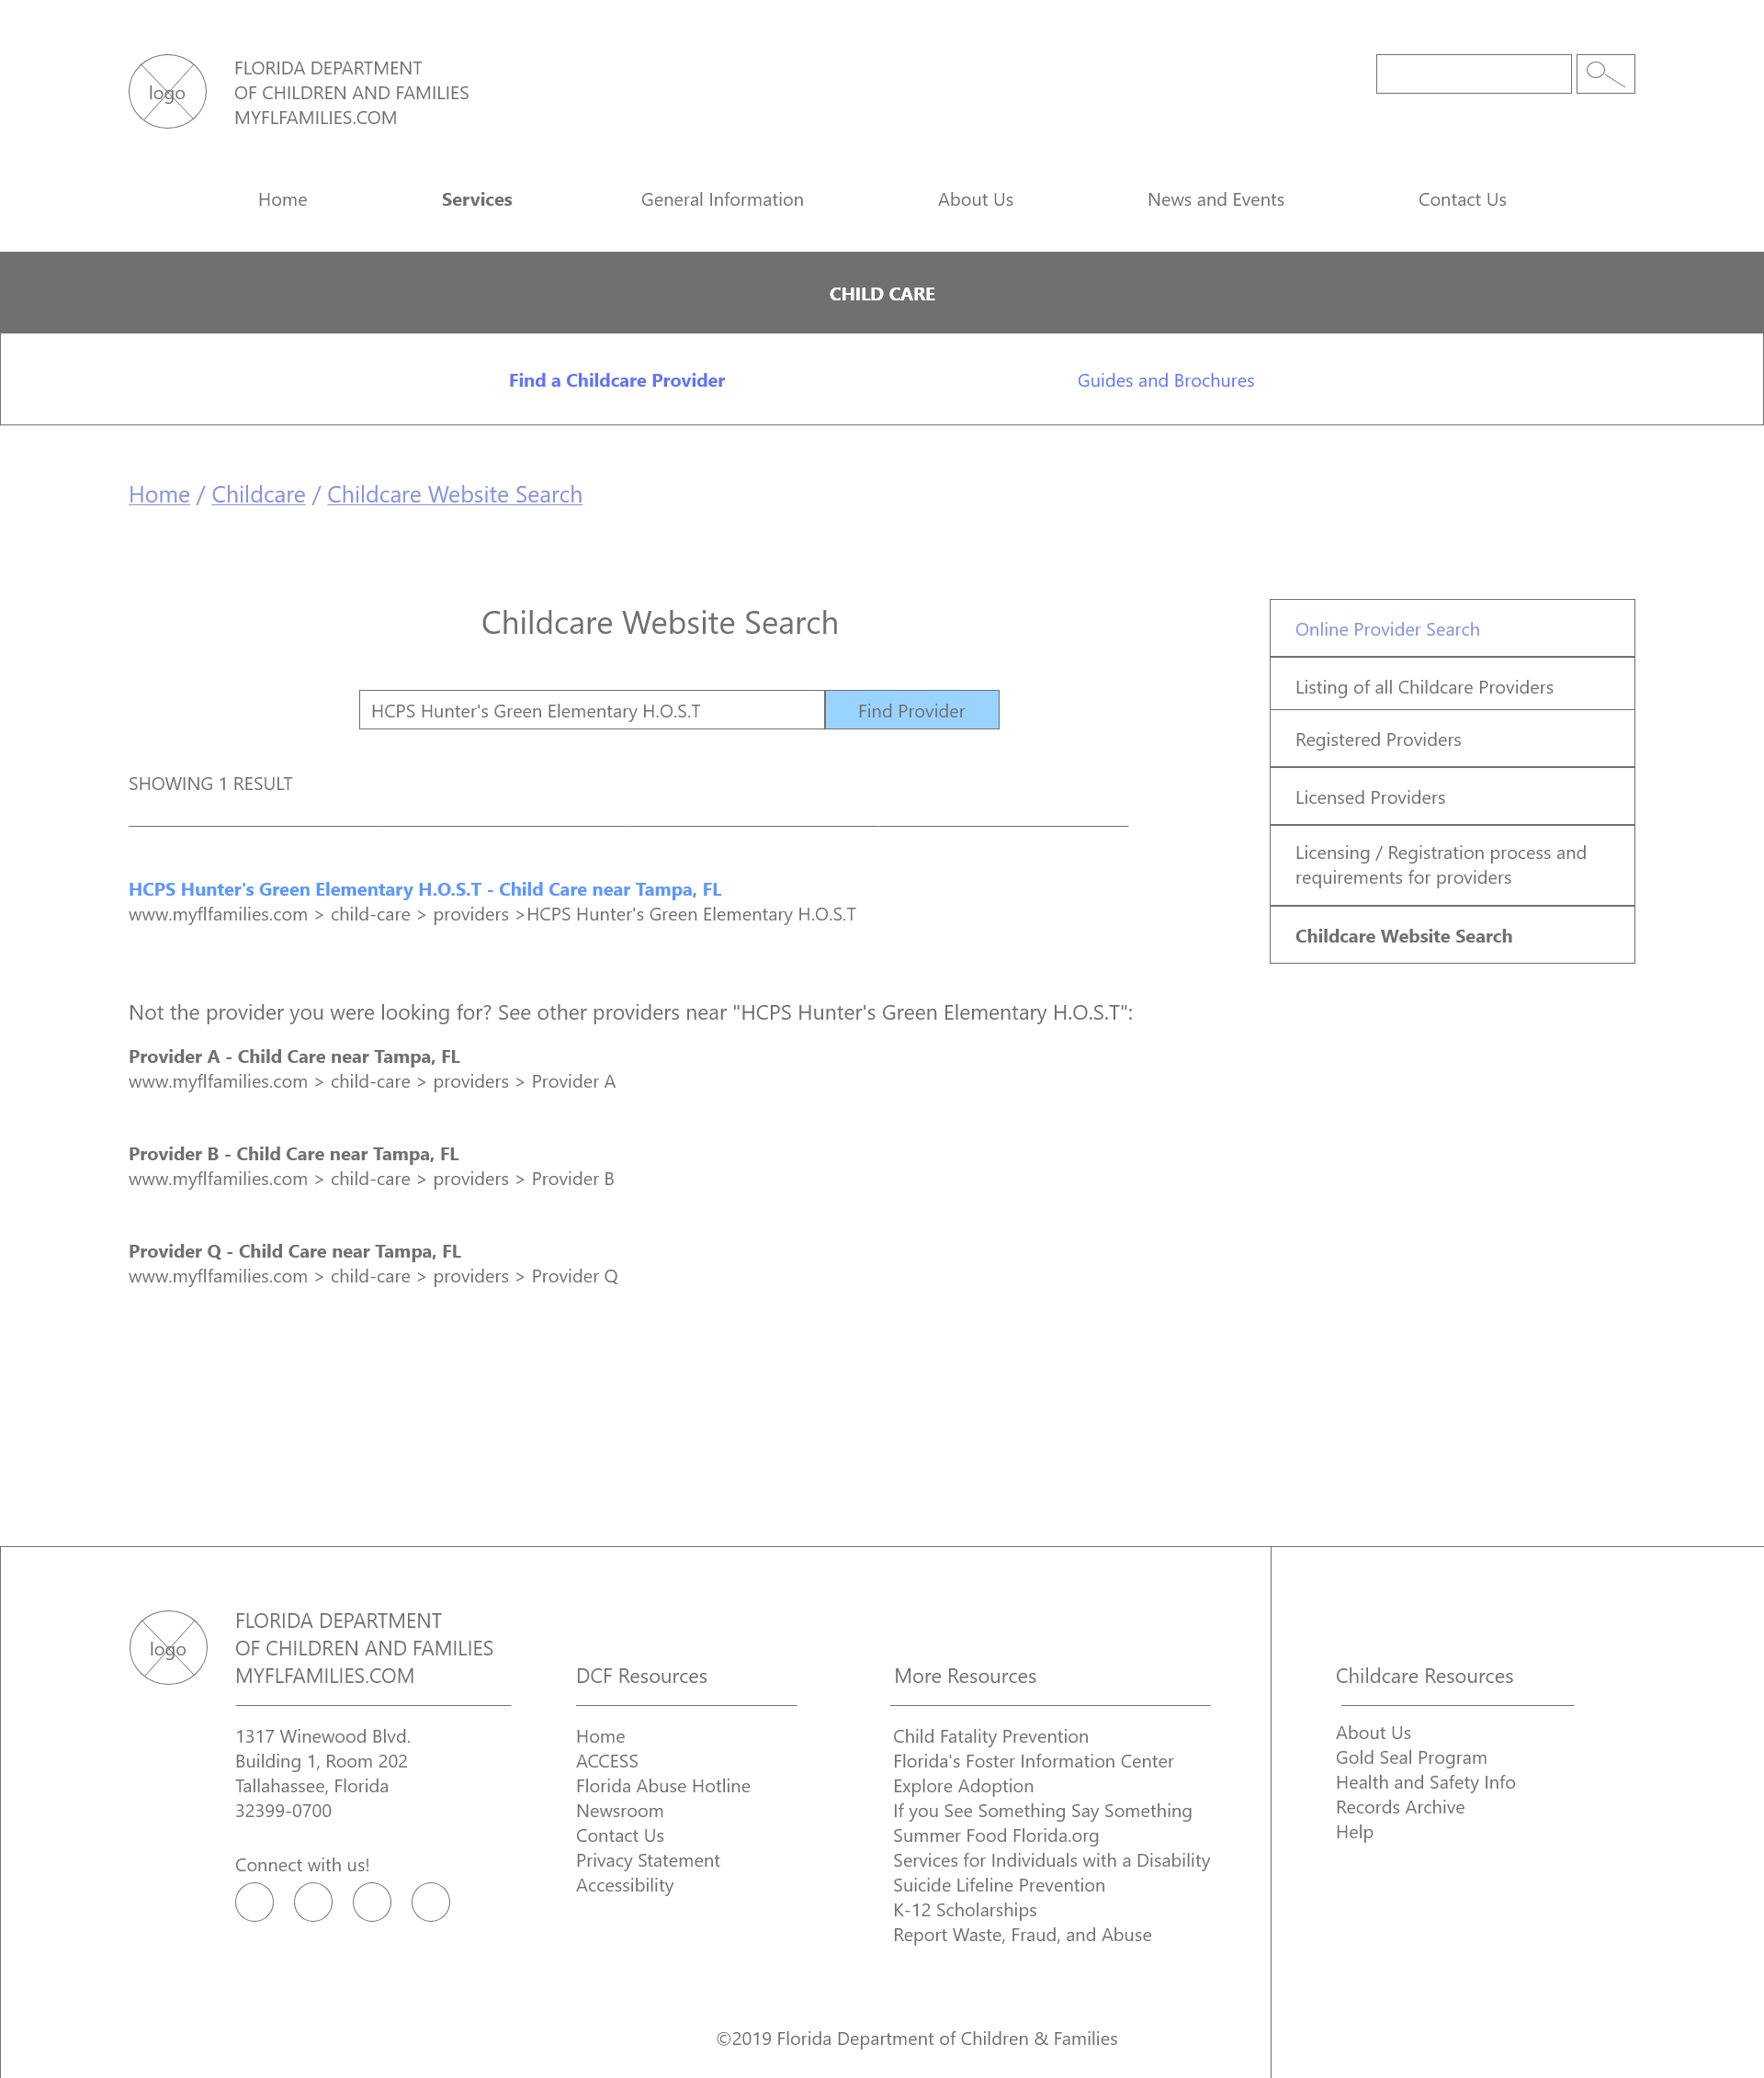 logo
FLORIDA DEPARTMENT
OF CHILDREN AND FAMILIES
MYFLFAMILIES.COM
Home
Services
General Information
About Us
News and Events
Contact Us
CHILD CARE
Find a Childcare Provider
Guides and Brochures
Home / Childcare / Childcare Website Search
Childcare Website Search
HCPS Hunter's Green Elementary H.O.S.T
Find Provider
SHOWING 1 RESULT
HCPS Hunter's Green Elementary H.O.S.T - Child Care near Tampa, FL
www.myflfamilies.com > child-care > providers >HCPS Hunter's Green Elementary H.O.S.T
Not the provider you were looking for? See other providers near "HCPS Hunter's Green Elementary H.O.S.T":
Provider A - Child Care near Tampa, FL
www.myflfamilies.com > child-care > providers > Provider A
Provider B - Child Care near Tampa, FL
www.myflfamilies.com > child-care > providers > Provider B
Provider Q - Child Care near Tampa, FL
www.myflfamilies.com > child-care > providers > Provider Q
Online Provider Search
Listing of all Childcare Providers
Registered Providers
Licensed Providers
Licensing / Registration process and
requirements for providers
Childcare Website Search
logo
FLORIDA DEPARTMENT
OF CHILDREN AND FAMILIES
MYFLFAMILIES.COM
1317 Winewood Blvd.
Building 1, Room 202
Tallahassee, Florida
32399-0700
Connect with us!
DCF Resources
Home
ACCESS
Florida Abuse Hotline
Newsroom
Contact Us
Privacy Statement
Accessibility
More Resources
Child Fatality Prevention
Florida's Foster Information Center
Explore Adoption
If you See Something Say Something
Summer Food Florida.org
Services for Individuals with a Disability
Suicide Lifeline Prevention
K-12 Scholarships
Report Waste, Fraud, and Abuse
Childcare Resources
About Us
Gold Seal Program
Health and Safety Info
Records Archive
Help
©2019 Florida Department of Children & Families